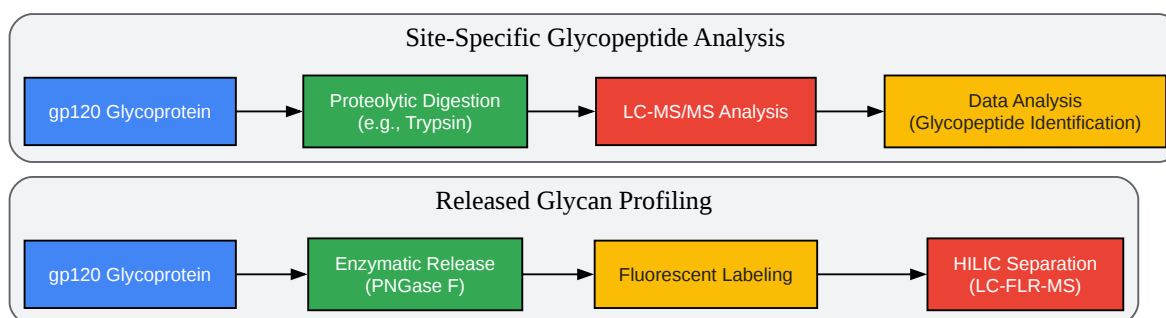 Site-Specific Glycopeptide Analysis
gp120 Glycoprotein
Proteolytic Digestion
(e.g., Trypsin)
LC-MS/MS Analysis
Data Analysis
(Glycopeptide Identification)
Released Glycan Profiling
gp120 Glycoprotein
Enzymatic Release
(PNGase F)
Fluorescent Labeling
HILIC Separation
(LC-FLR-MS)